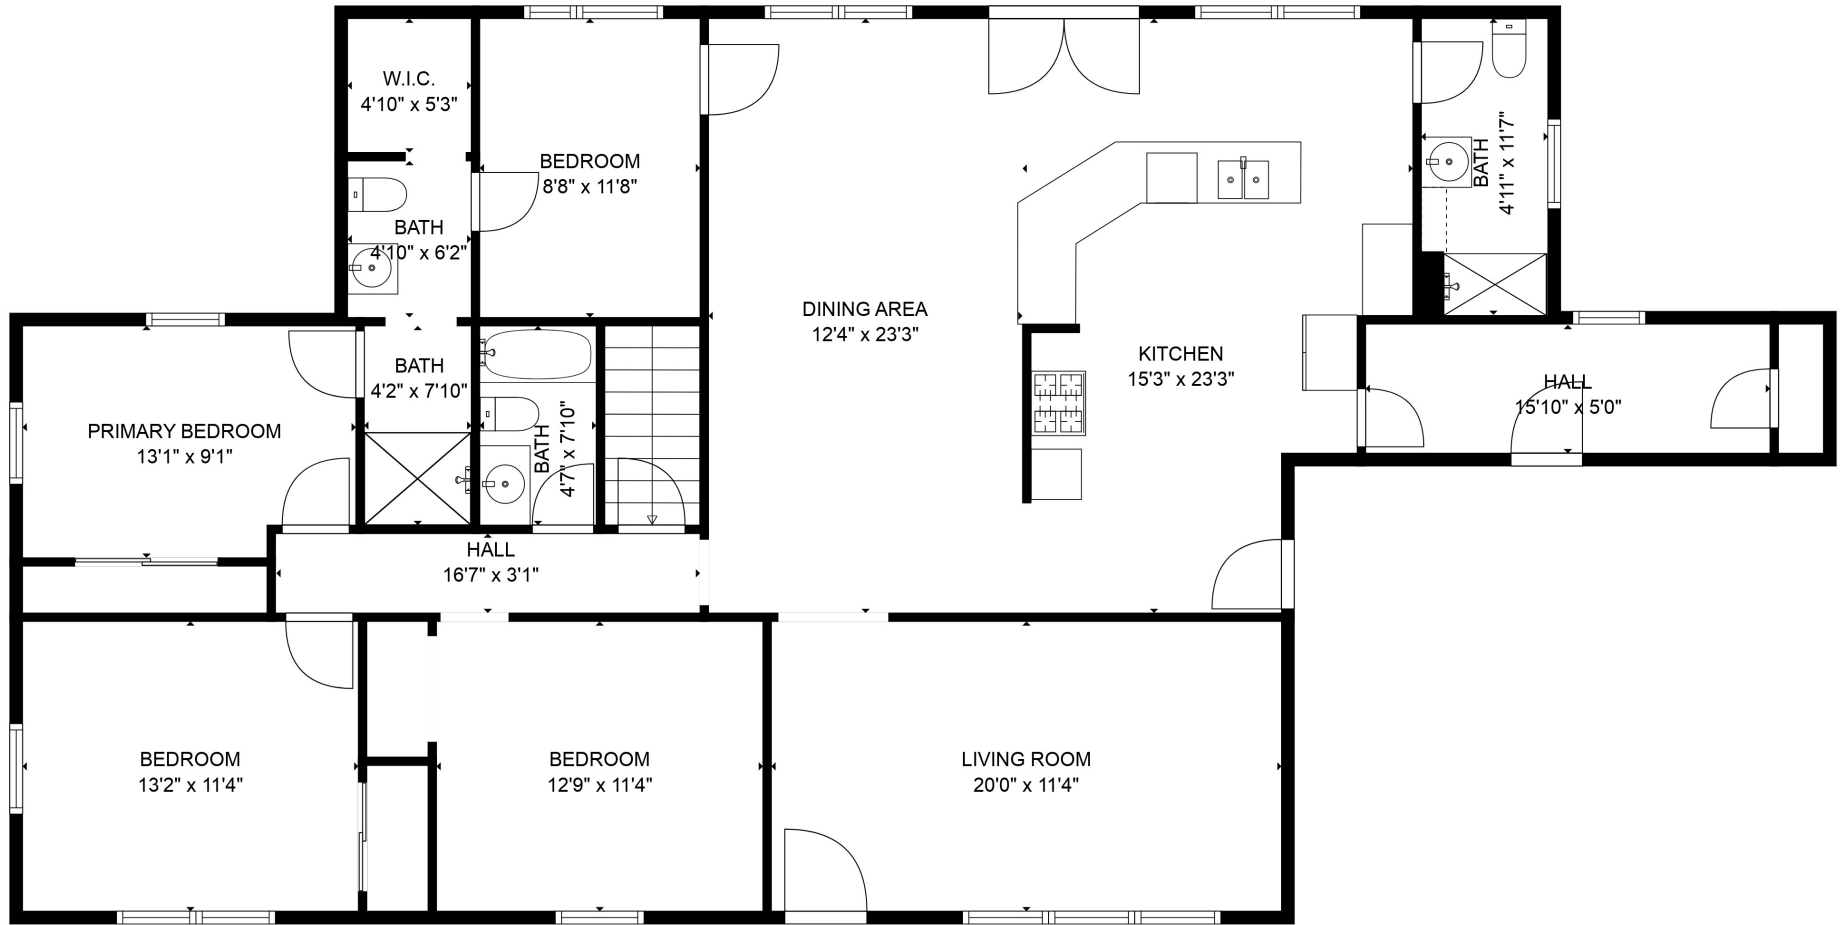 W.I.C.
4'10" x 5'3"
BEDROOM
8'8" x 11'8"
BATH
4'11" x 11'7"
BATH
4'10" x 6'2"
DINING AREA
12'4" x 23'3"
KITCHEN
15'3" x 23'3"
BATH
4'2" x 7'10"
HALL
15'10" x 5'0"
PRIMARY BEDROOM
13'1" x 9'1"
BATH
4'7" x 7'10"
HALL
16'7" x 3'1"
BEDROOM
13'2" x 11'4"
BEDROOM
12'9" x 11'4"
LIVING ROOM
20'0" x 11'4"